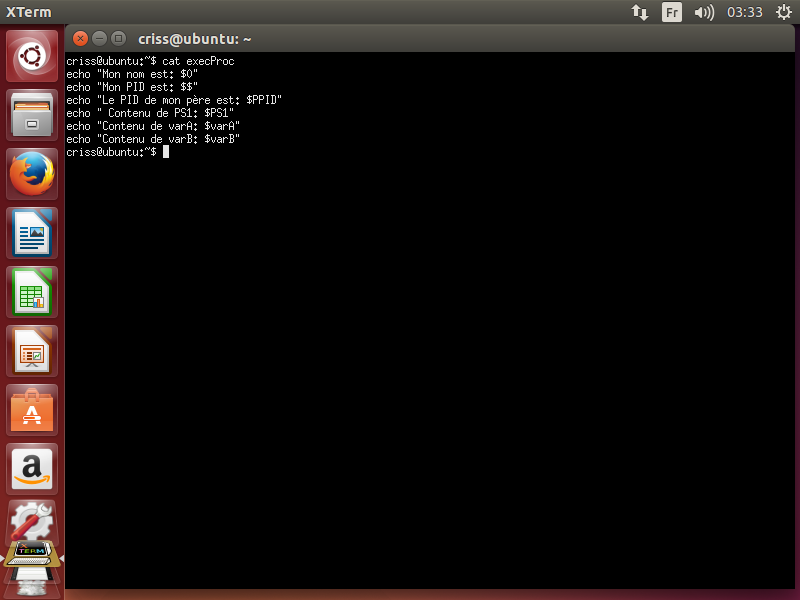 XTerm
Fr
03:33
criss@ubuntu: ~
criss@ubuntu:~$ cat execProc
echo "Mon nom est: $0"
echo "Mon PID est: $$"
echo "Le PID de mon père est: $PPID"
echo " Contenu de PS1: $PS1"
echo "Contenu de varA: $varA"
echo "Contenu de varB: $varB"
criss@ubuntu:~$
A
a
X
TERM